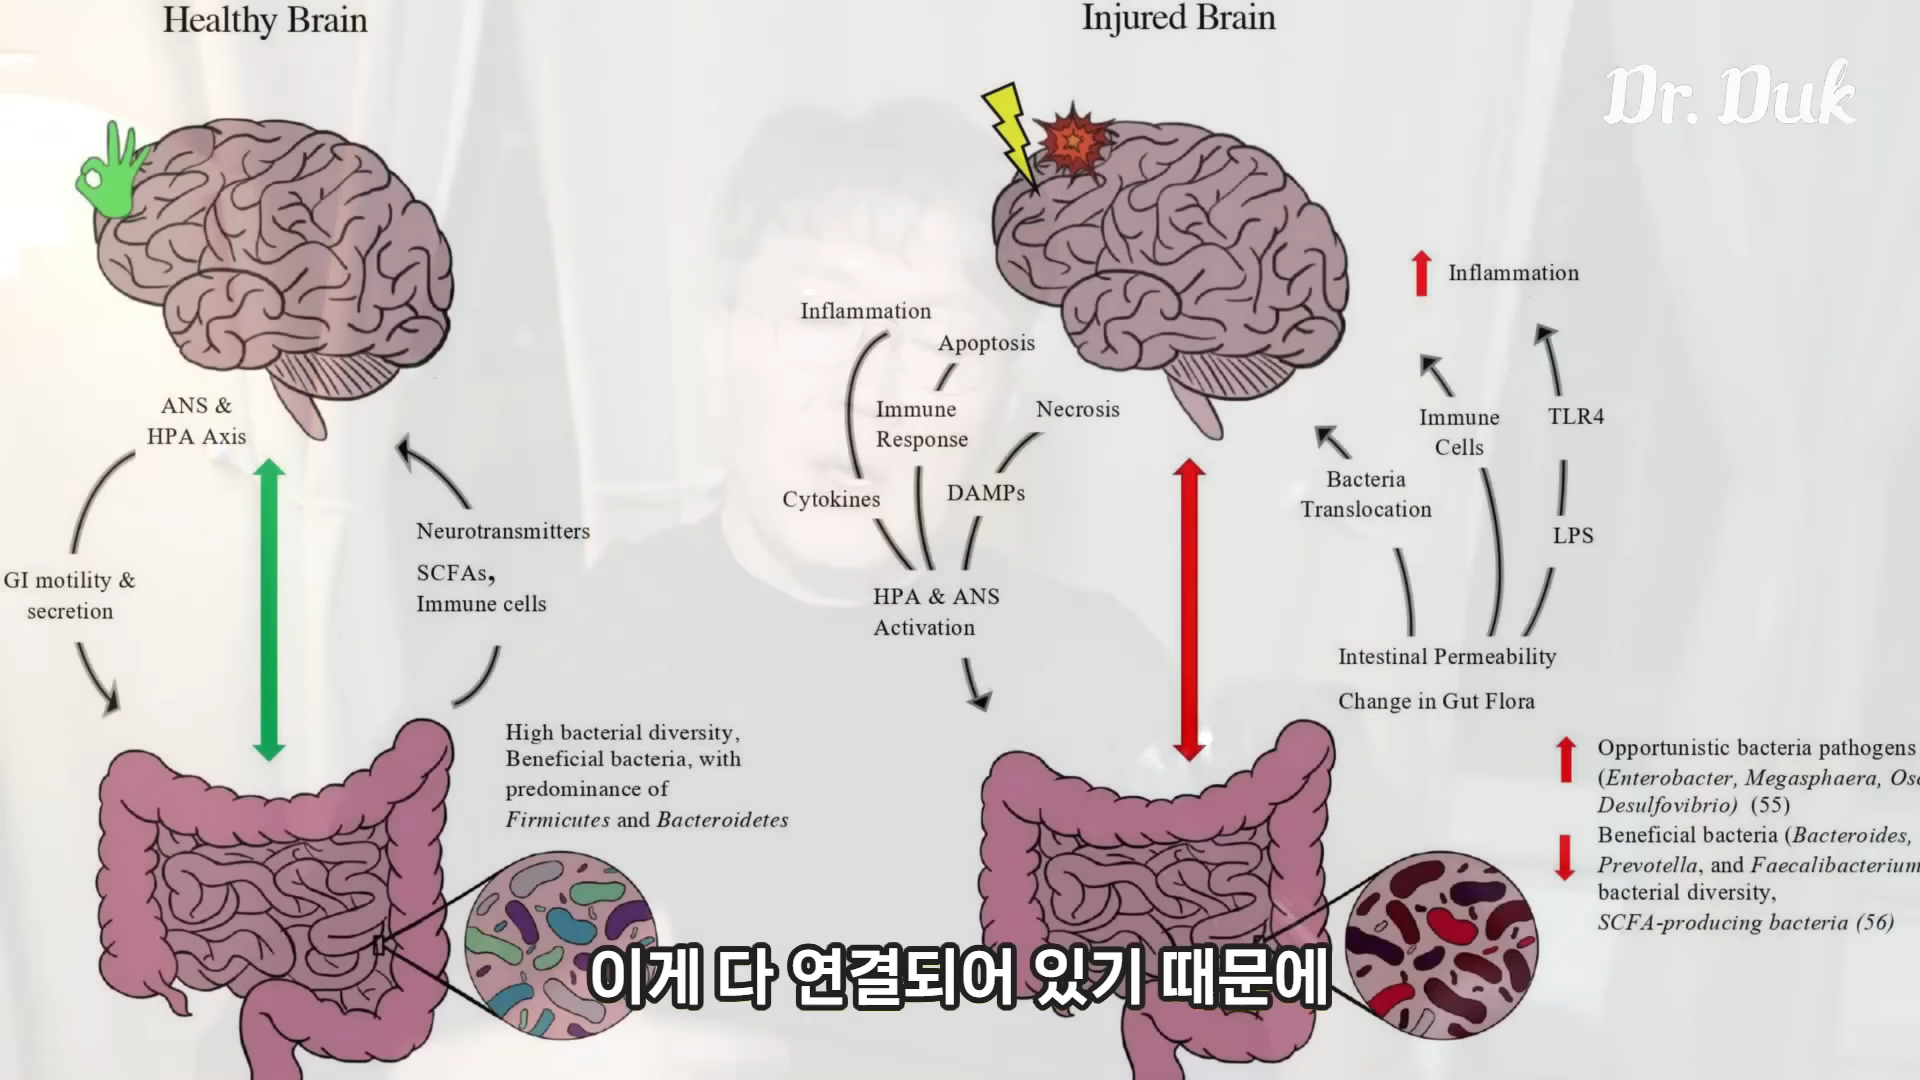 Healthy Brain
ANS &
HPA Axis
GI motility &
secretion
Neurotransmitters
SCFAs,
Immune cells
High bacterial diversity,
Beneficial bacteria, with
predominance of
Firmicutes and Bacteroidetes
Injured Brain
Dr. Duk
Inflammation
Apoptosis
Immune
Response
Necrosis
Cytokines
DAMPs
HPA & ANS
Activation
Inflammation
Immune
Cells
TLR4
Bacteria
Translocation
LPS
Intestinal Permeability
Change in Gut Flora
Opportunistic bacteria pathogens
(Enterobacter, Megasphaera,
Desulfovibrio) (55)
Beneficial bacteria (Bacteroides,
Prevotella, and Faecalibacterium
bacterial diversity,
SCFA-producing bacteria (56)
이게 다 연결되어 있기 때문에